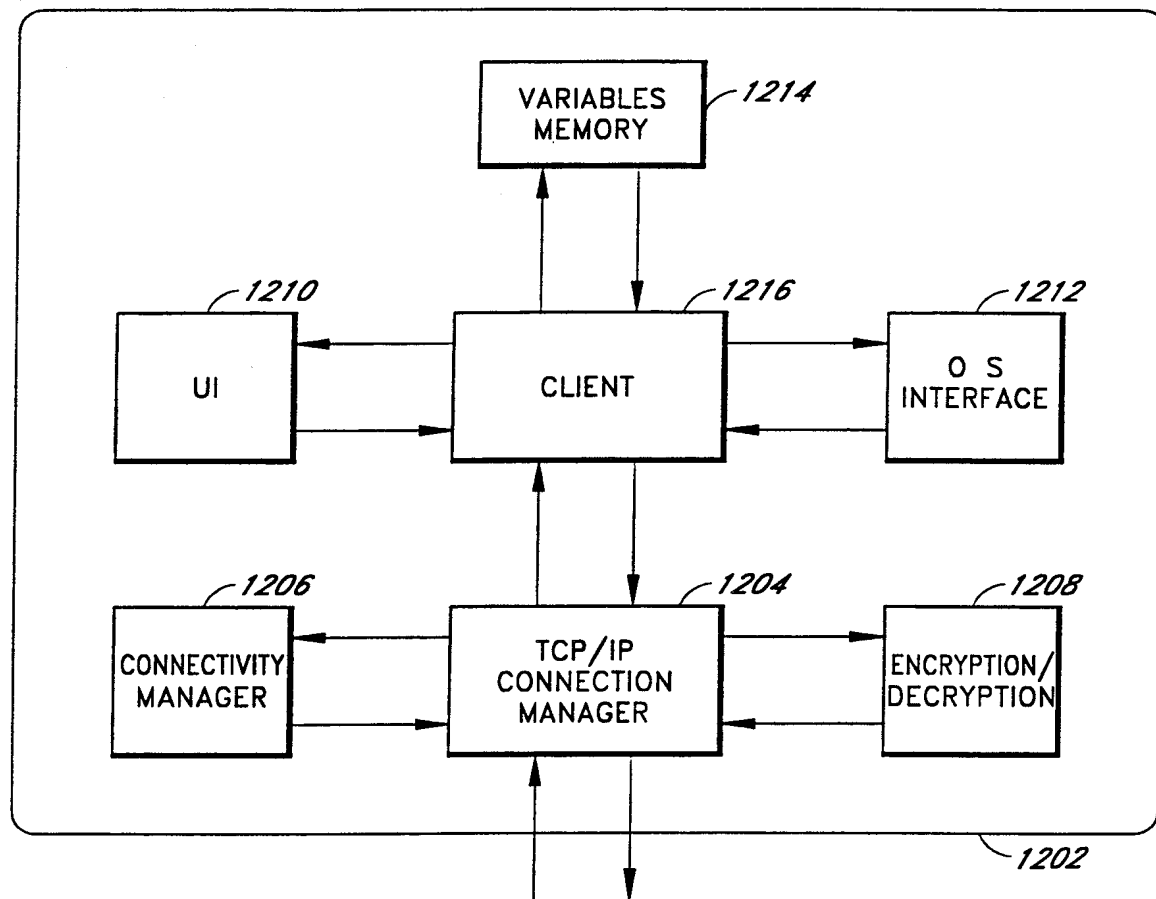 VARIABLES
MEMORY
1214
1210
1216
1212
UI
CLIENT
O S
INTERFACE
1206
1204
1208
CONNECTIVITY
MANAGER
TCP/IP
CONNECTION
MANAGER
ENCRYPTION/
DECRYPTION
1202